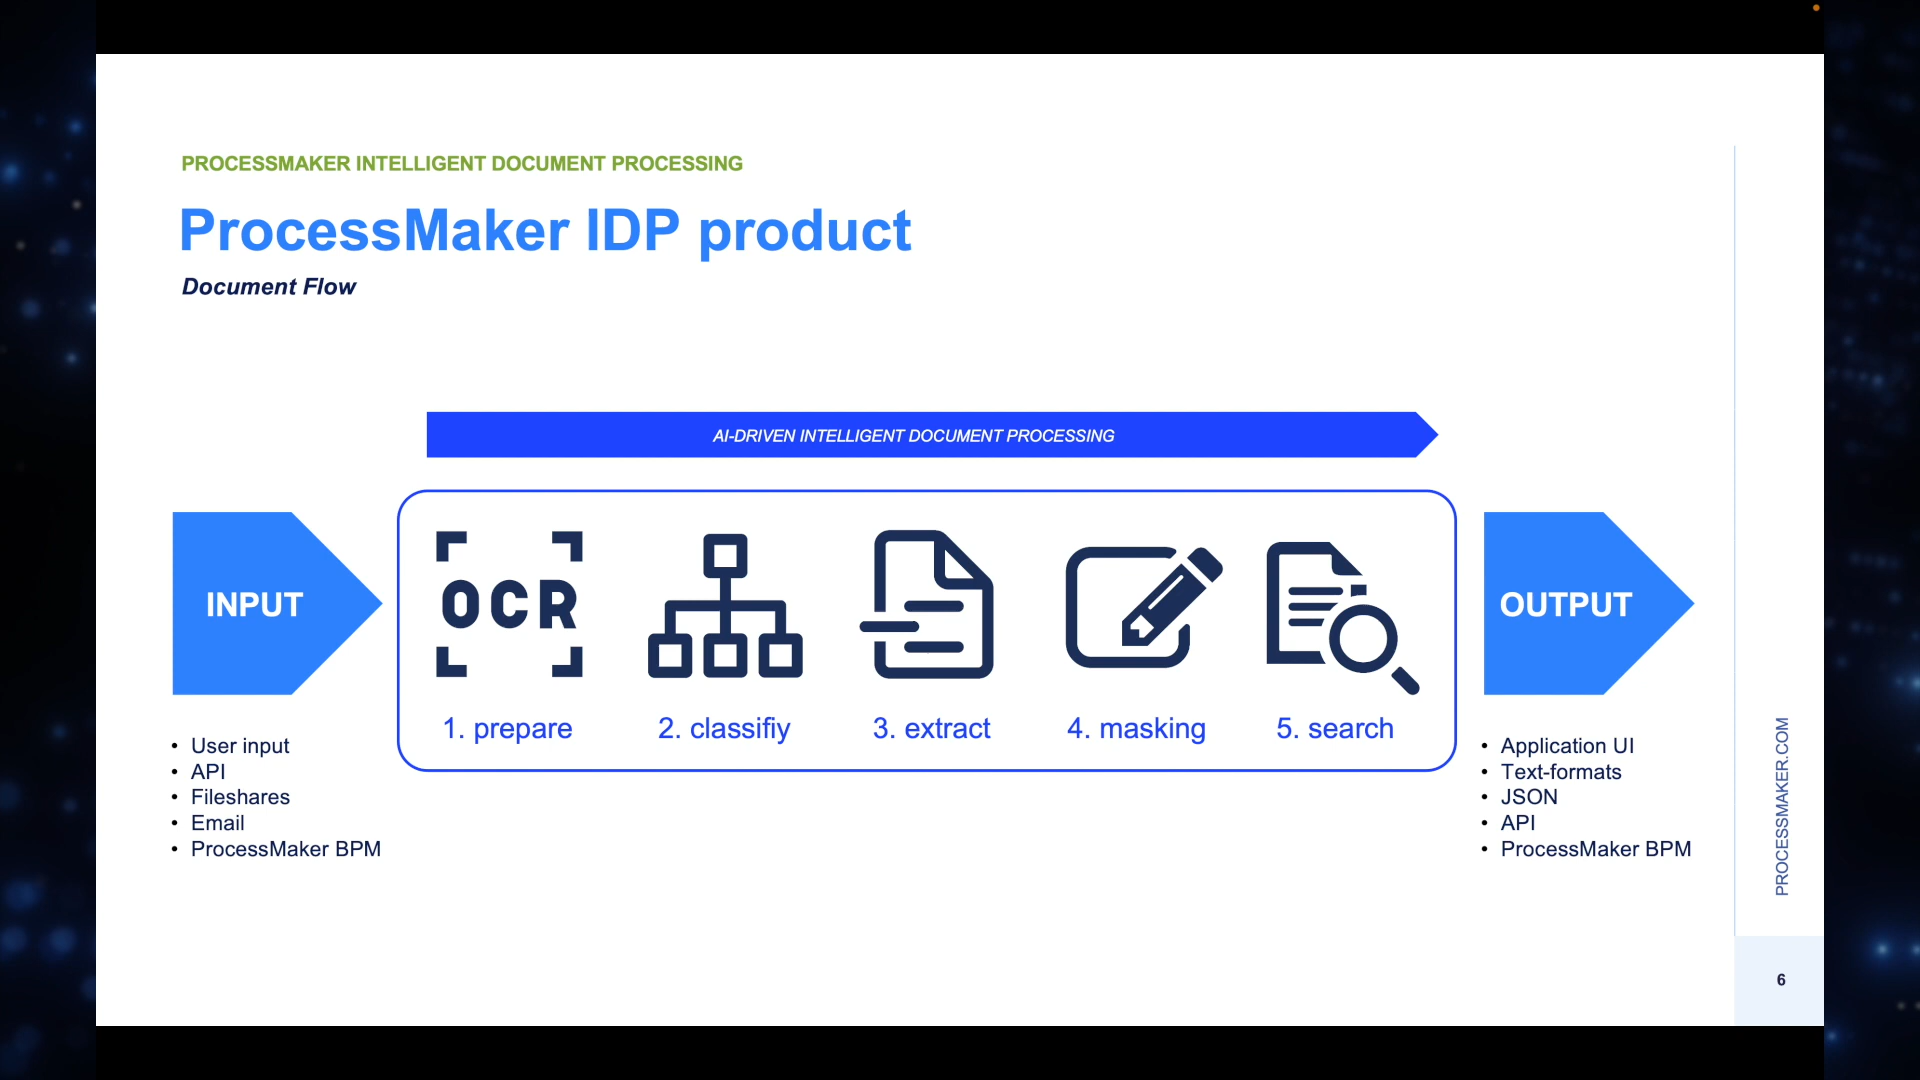 PROCESSMAKER INTELLIGENT DOCUMENT PROCESSING
ProcessMaker IDP product
Document Flow
AI-DRIVEN INTELLIGENT DOCUMENT PROCESSING
INPUT
OCR
OUTPUT
1. prepare
2. classifiy
3. extract
4. masking
5. search
• User input
• API
• Fileshares
• Email
• ProcessMaker BPM
• Application UI
• Text-formats
• JSON
• API
• ProcessMaker BPM
PROCESSMAKER.COM
6